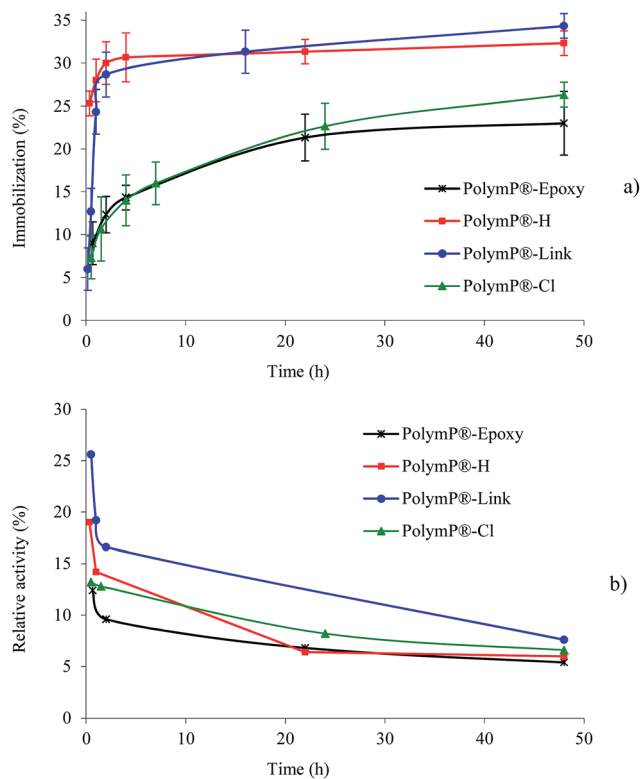 35
30
25
20
15
10
5
0
Immobilization (%)
PolymP®-Epoxy
PolymP®-H
PolymP®-Link
PolymP®-Cl
a)
0 10 20 30 40 50
Time (h)
30
25
20
15
10
5
0
Relative activity (%)
PolymP®-Epoxy
PolymP®-H
PolymP®-Link
PolymP®-Cl
b)
0 10 20 30 40 50
Time (h)